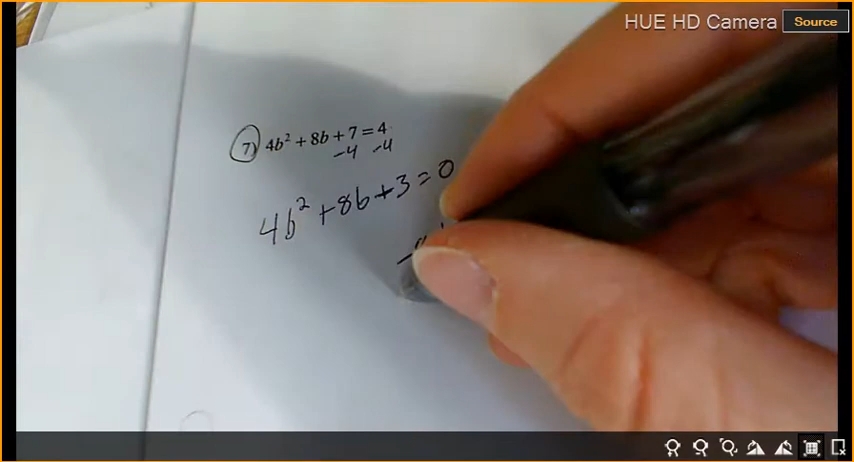 HUE HD Camera Source
7) 4b² + 8b + 7 = 4
-4 -4
4b² + 8b + 3 = 0